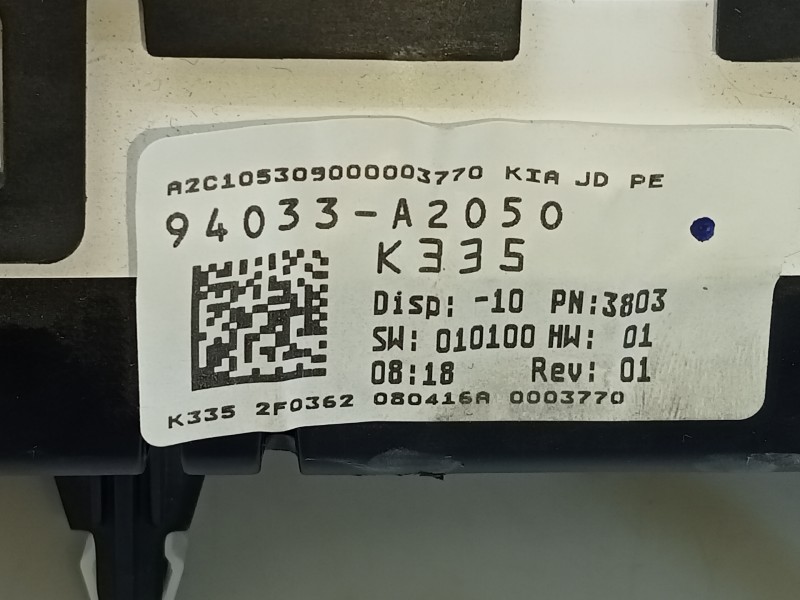 A2C10530900003770 KIA JD PE
94033-A2050
K335
Disp: -10 PN:3803
SW: 010100 HW: 01
08:18 Rev: 01
K335 2F0362 080416A 0003770